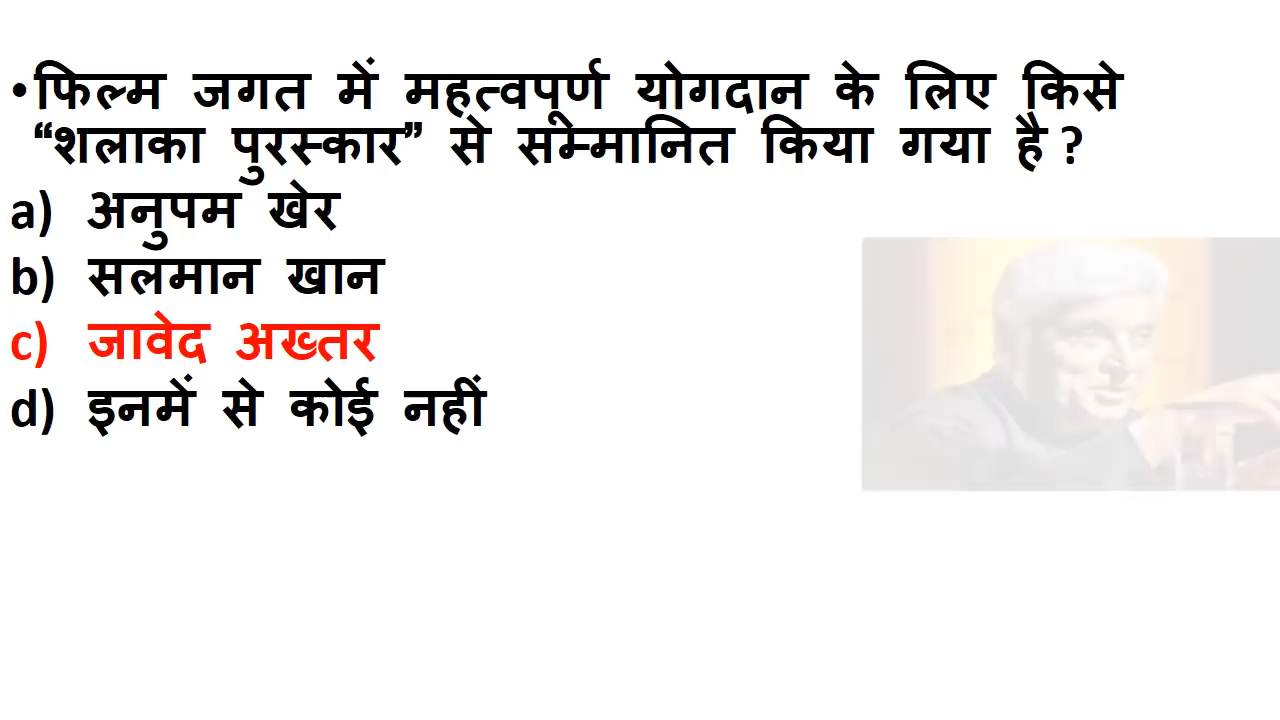 •फिल्म जगत में महत्वपूर्ण योगदान के लिए किसे
“शलाका पुरस्कार” से सम्मानित किया गया है ?
a) अनुपम खेर
b) सलमान खान
c) जावेद अख्तर
d) इनमें से कोई नहीं